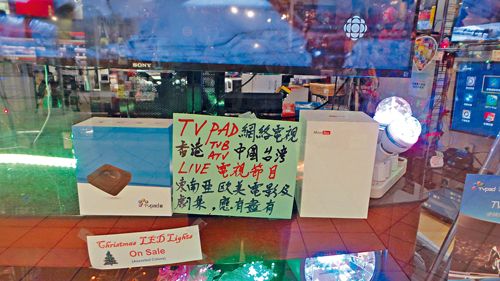 SONY
TV PAD 網絡電視
香港 TVB ATV 中國台灣
LIVE 電視節目
東南亞歐美電影及
劇集，應有盡有
TVpad
Christmas LED Lights
On Sale